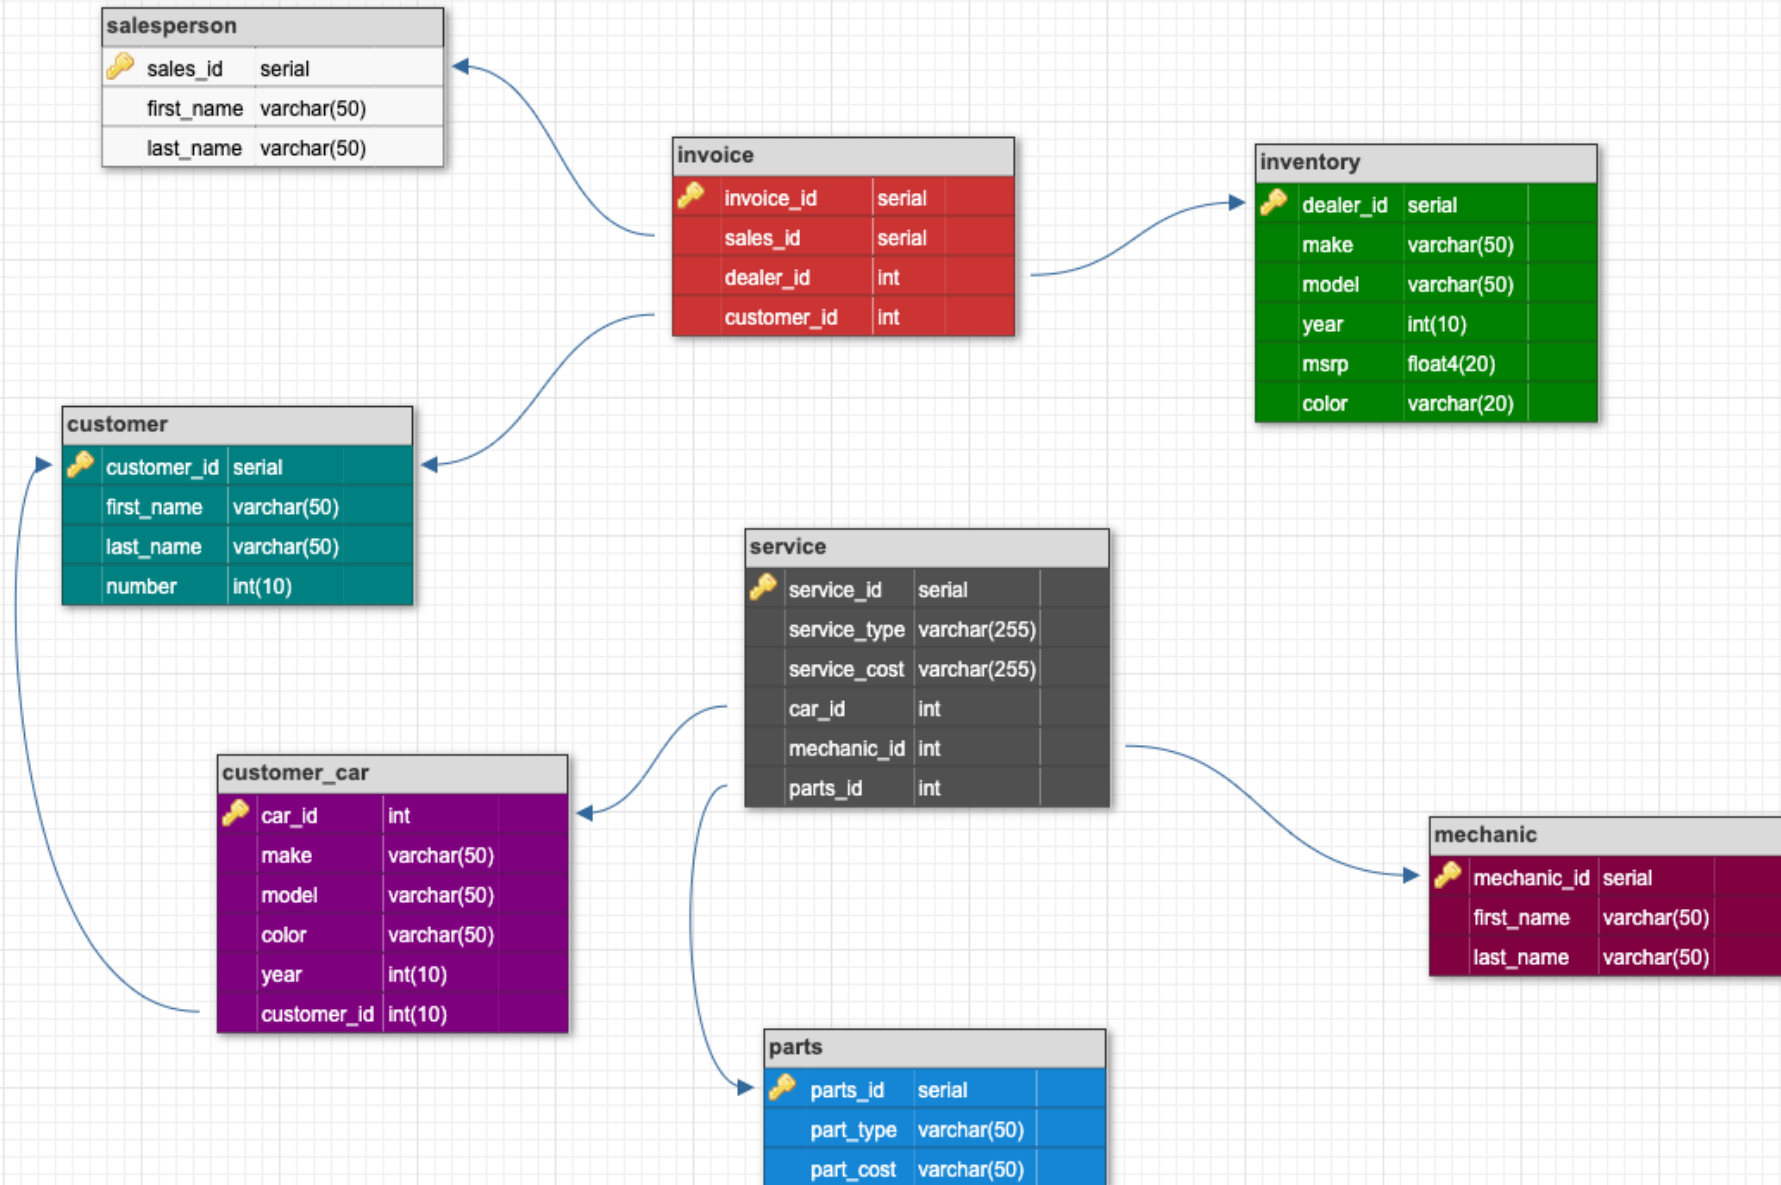 salesperson
sales_id serial
first_name varchar(50)
last_name varchar(50)
invoice
invoice_id serial
sales_id serial
dealer_id int
customer_id int
inventory
dealer_id serial
make varchar(50)
model varchar(50)
year int(10)
msrp float4(20)
color varchar(20)
customer
customer_id serial
first_name varchar(50)
last_name varchar(50)
number int(10)
service
service_id serial
service_type varchar(255)
service_cost varchar(255)
car_id int
mechanic_id int
parts_id int
customer_car
car_id int
make varchar(50)
model varchar(50)
color varchar(50)
year int(10)
customer_id int(10)
mechanic
mechanic_id serial
first_name varchar(50)
last_name varchar(50)
parts
parts_id serial
part_type varchar(50)
part_cost varchar(50)